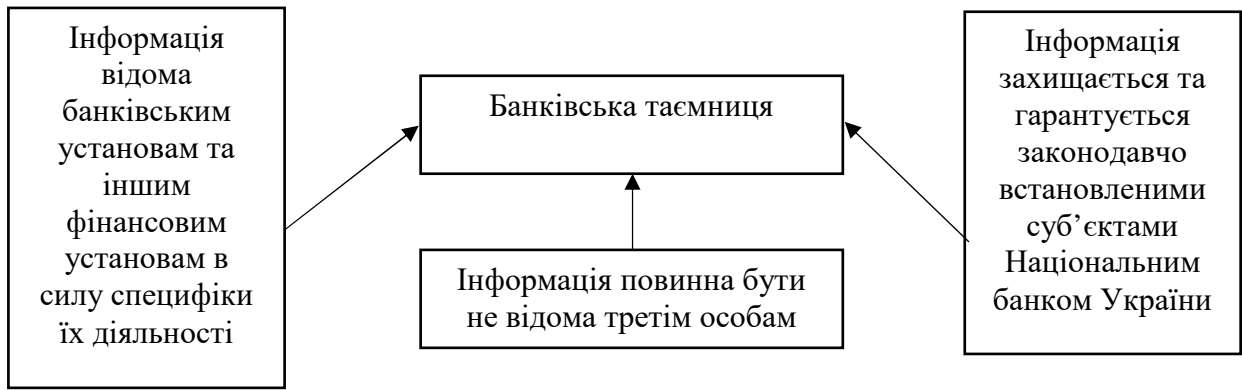 Інформація
відома
банківським
установам та
іншим
фінансовим
установам в
силу специфіки
їх діяльності
Банківська таємниця
Інформація повинна бути
не відома третім особам
Інформація
захищається та
гарантується
законодавчо
встановленими
суб’єктами
Національним
банком України